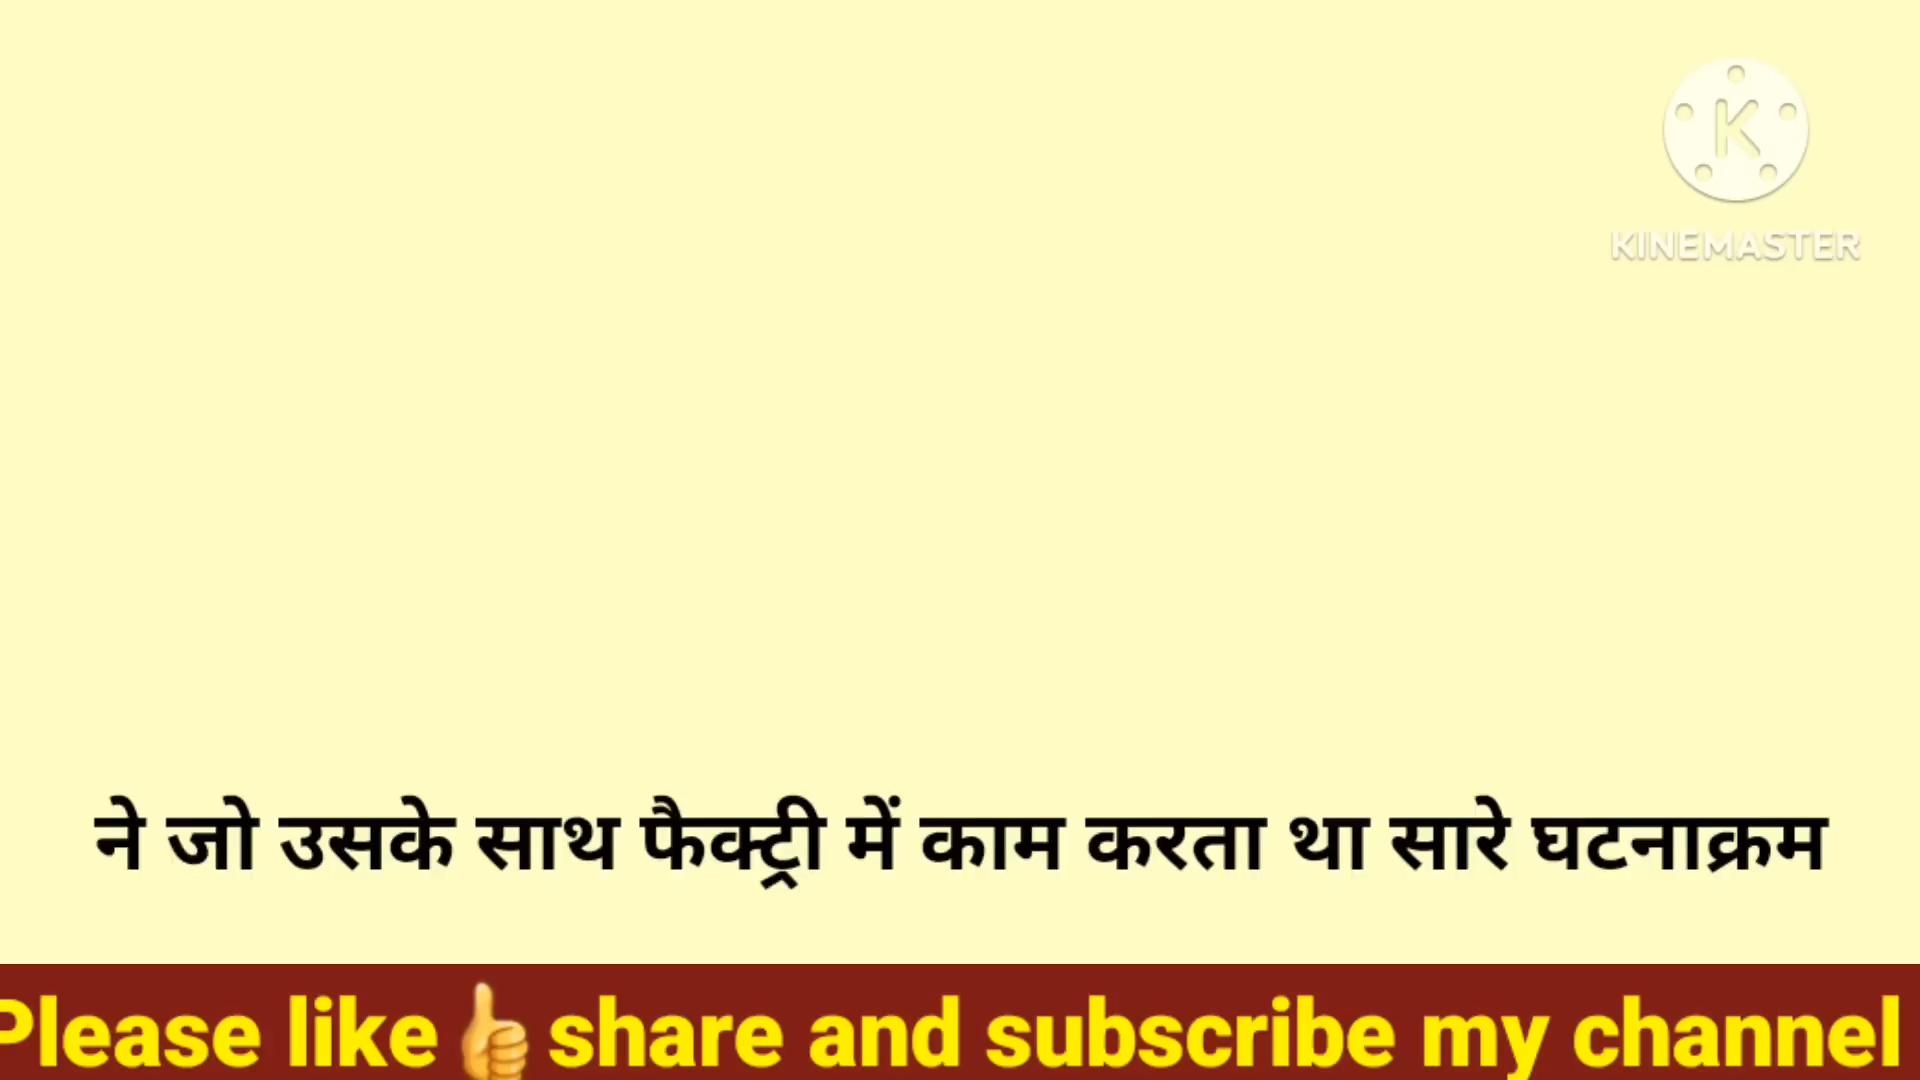 K
KINEMASTER
ने जो उसके साथ फैक्ट्री में काम करता था सारे घटनाक्रम
Please like👍share and subscribe my channel